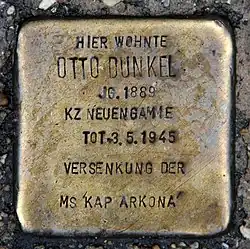 HIER WOHNTE
OTTO DUNKEL
JG. 1889
KZ NEUENGAMME
TOT 3.5.1945
VERSENKUNG DER
MS 'KAP ARKONA'